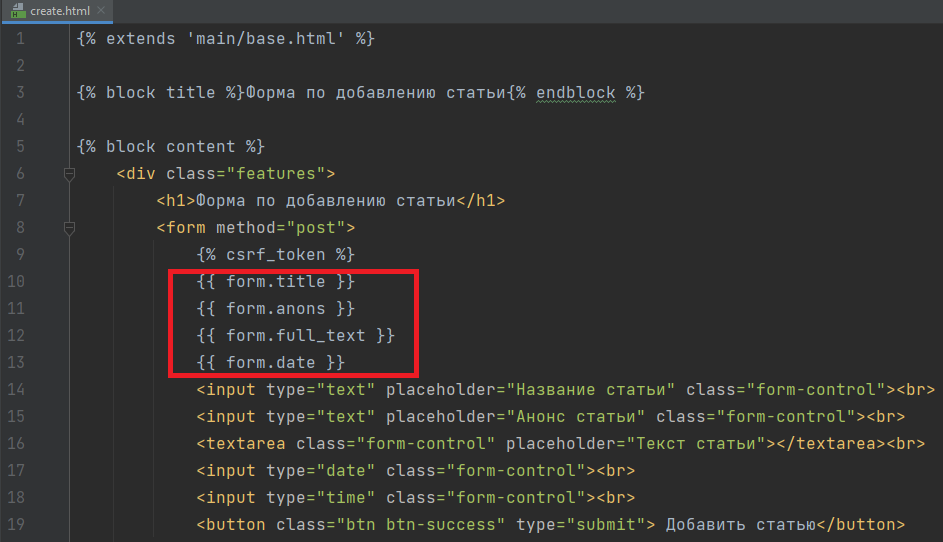 create.html
1 {% extends 'main/base.html' %}
2
3 {% block title %}Форма по добавлению статьи{% endblock %}
4
5 {% block content %}
6 <div class="features">
7 <h1>Форма по добавлению статьи</h1>
8 <form method="post">
9 {% csrf_token %}
10 {{ form.title }}
11 {{ form.anons }}
12 {{ form.full_text }}
13 {{ form.date }}
14 <input type="text" placeholder="Название статьи" class="form-control"><br>
15 <input type="text" placeholder="Анонс статьи" class="form-control"><br>
16 <textarea class="form-control" placeholder="Текст статьи"></textarea><br>
17 <input type="date" class="form-control"><br>
18 <input type="time" class="form-control"><br>
19 <button class="btn btn-success" type="submit"> Добавить статью</button>